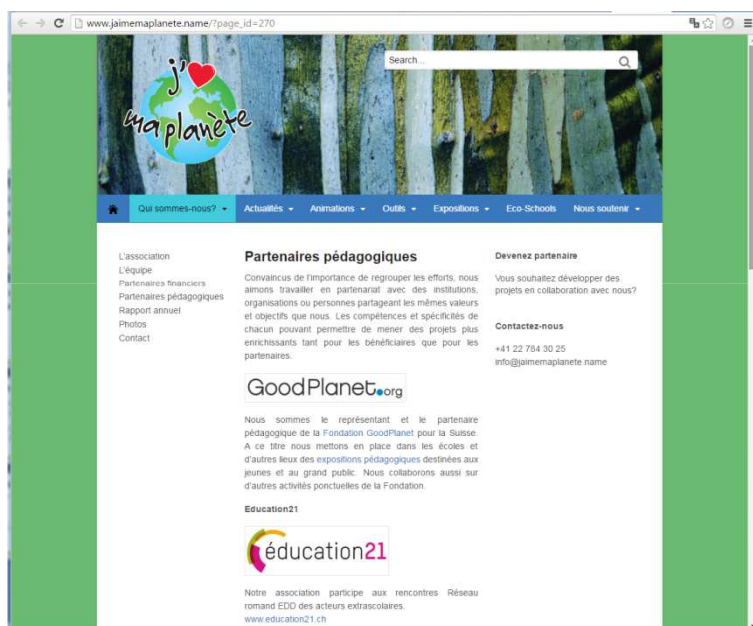 www.jaimemaplanete.name/?page_id=270
Search...
j'
ma planète
Qui sommes-nous?
Actualités
Animations
Outils
Expositions
Eco-Schools
Nous soutenir
L'association
L'équipe
Partenaires financiers
Partenaires pédagogiques
Rapport annuel
Photos
Contact
Partenaires pédagogiques
Convaincus de l'importance de regrouper les efforts, nous
aimons travailler en partenariat avec des institutions,
organisations ou personnes partageant les mêmes valeurs
et objectifs que nous. Les compétences et spécificités de
chacun pouvant permettre de mener des projets plus
enrichissants tant pour les bénéficiaires que pour les
partenaires.
GoodPlanet.org
Nous sommes le représentant et le partenaire
pédagogique de la Fondation GoodPlanet pour la Suisse.
A ce titre nous mettons en place dans les écoles et
d'autres lieux des expositions pédagogiques destinées aux
jeunes et au grand public. Nous collaborons aussi sur
d'autres activités ponctuelles de la Fondation.
Education21
éducation21
Notre association participe aux rencontres Réseau
romand EDD des acteurs extrascolaires.
www.education21.ch
Devenez partenaire
Vous souhaitez développer des
projets en collaboration avec nous?
Contactez-nous
+41 22 784 30 25
info@jaimemaplanete.name